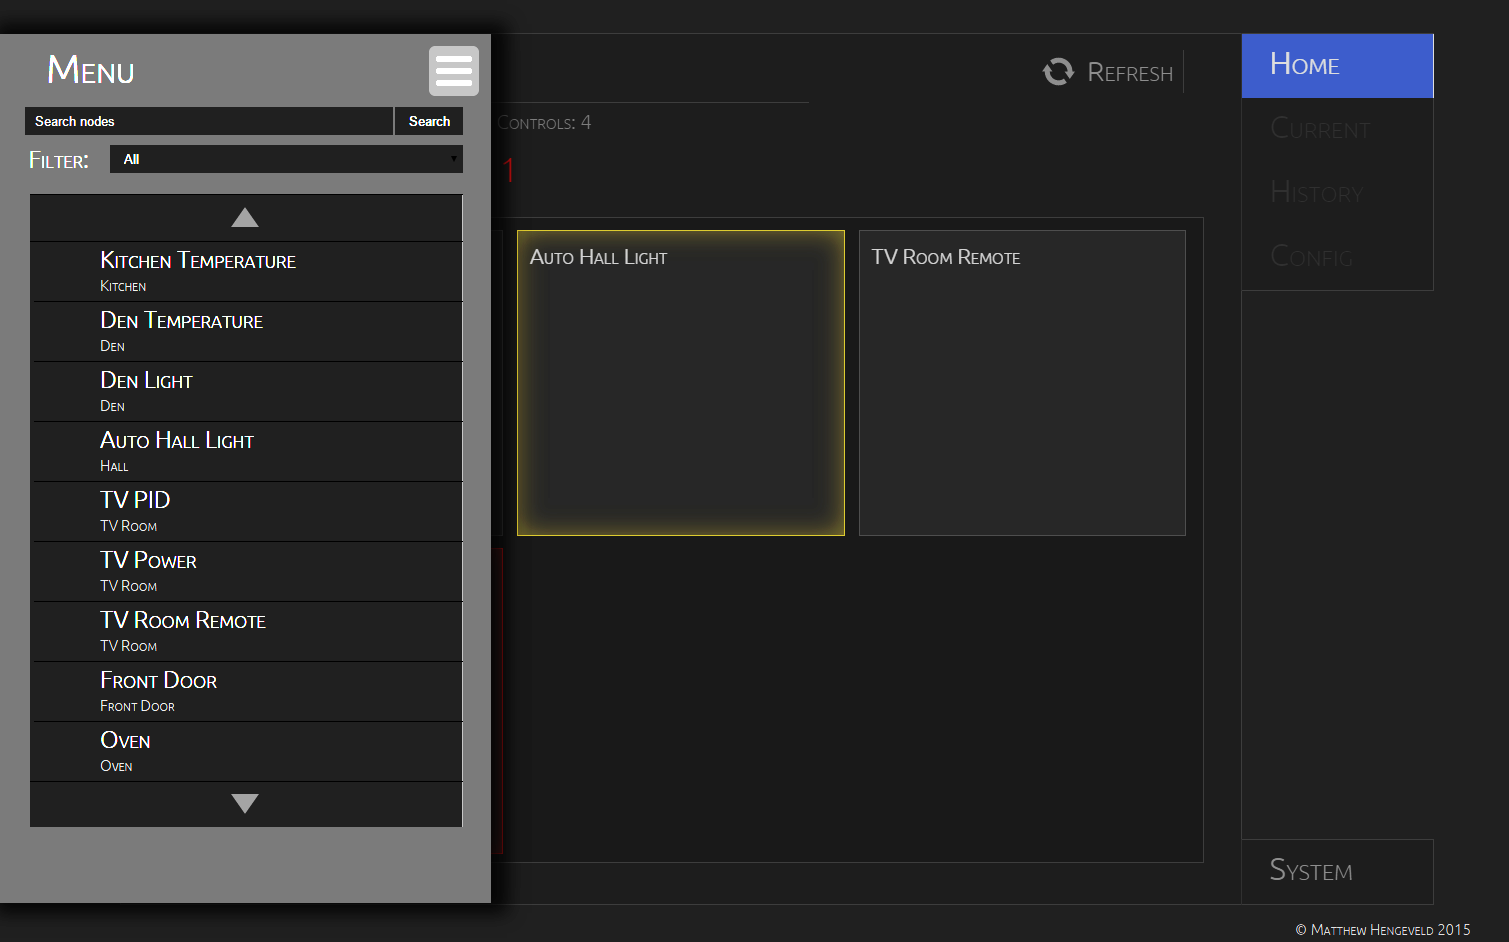 Menu
Search nodes
Search
Filter:
All
Kitchen Temperature
Kitchen
Den Temperature
Den
Den Light
Den
Auto Hall Light
Hall
TV PID
TV Room
TV Power
TV Room
TV Room Remote
TV Room
Front Door
Front Door
Oven
Oven
Refresh
Controls: 4
1
Auto Hall Light
TV Room Remote
Home
Current
History
Config
System
© Matthew Hengeveld 2015